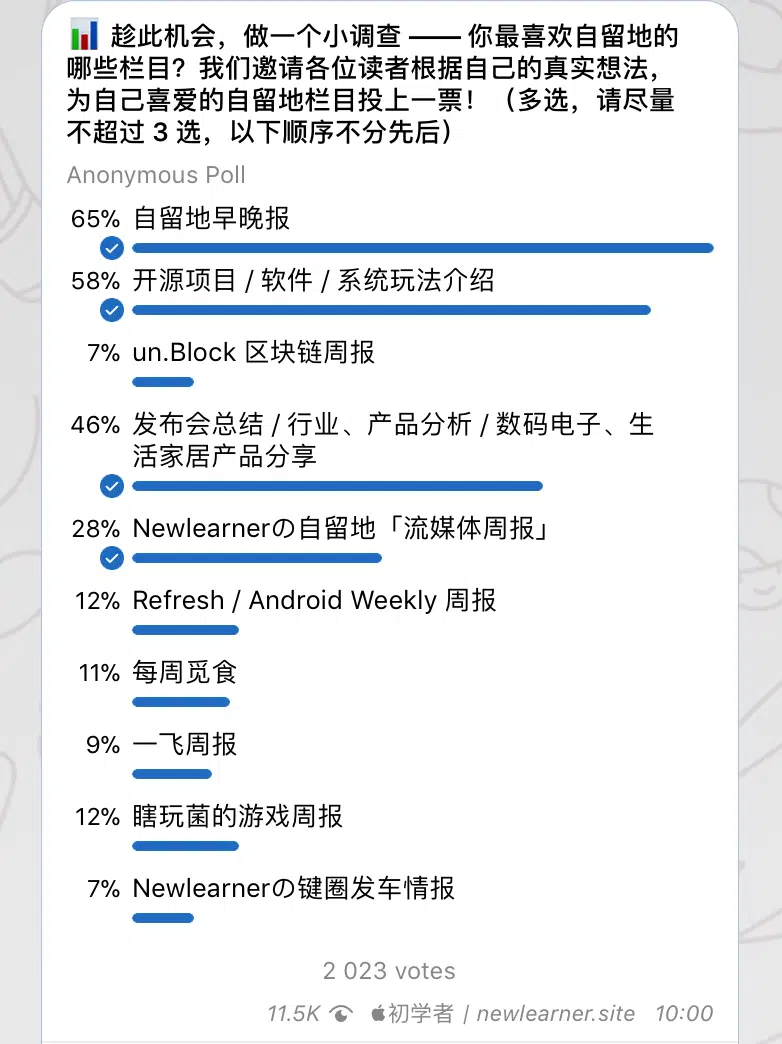 📊 趁此机会，做一个小调查 —— 你最喜欢自留地的
哪些栏目？我们邀请各位读者根据自己的真实想法，
为自己喜爱的自留地栏目投上一票！（多选，请尽量
不超过 3 选，以下顺序不分先后）
Anonymous Poll
65% 自留地早晚报
58% 开源项目 / 软件 / 系统玩法介绍
7% un.Block 区块链周报
46% 发布会总结 / 行业、产品分析 / 数码电子、生
活家居产品分享
28% Newlearnerの自留地「流媒体周报」
12% Refresh / Android Weekly 周报
11% 每周觅食
9% 一飞周报
12% 瞎玩菌的游戏周报
7% Newlearnerの键圈发车情报
2 023 votes
11.5K 初学者 / newlearner.site 10:00